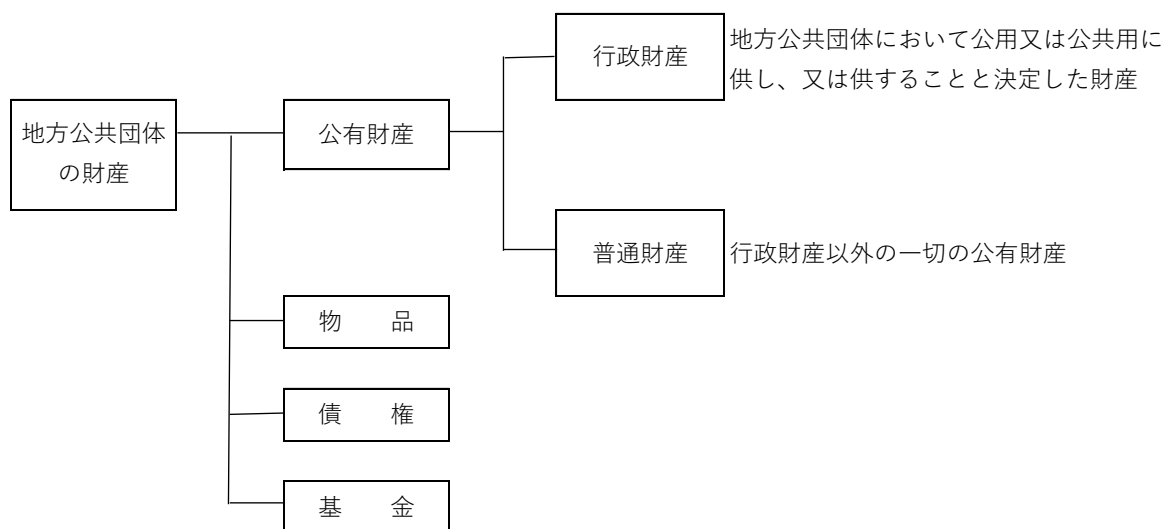 行政財産
地方公共団体において公用又は公共用に
供し、又は供することと決定した財産
地方公共団体
の財産
公有財産
普通財産
行政財産以外の一切の公有財産
物　　品
債　　権
基　　金